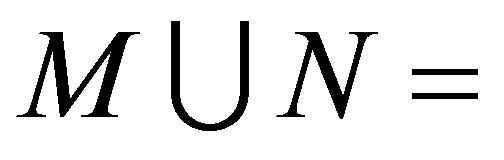 M ∪ N =